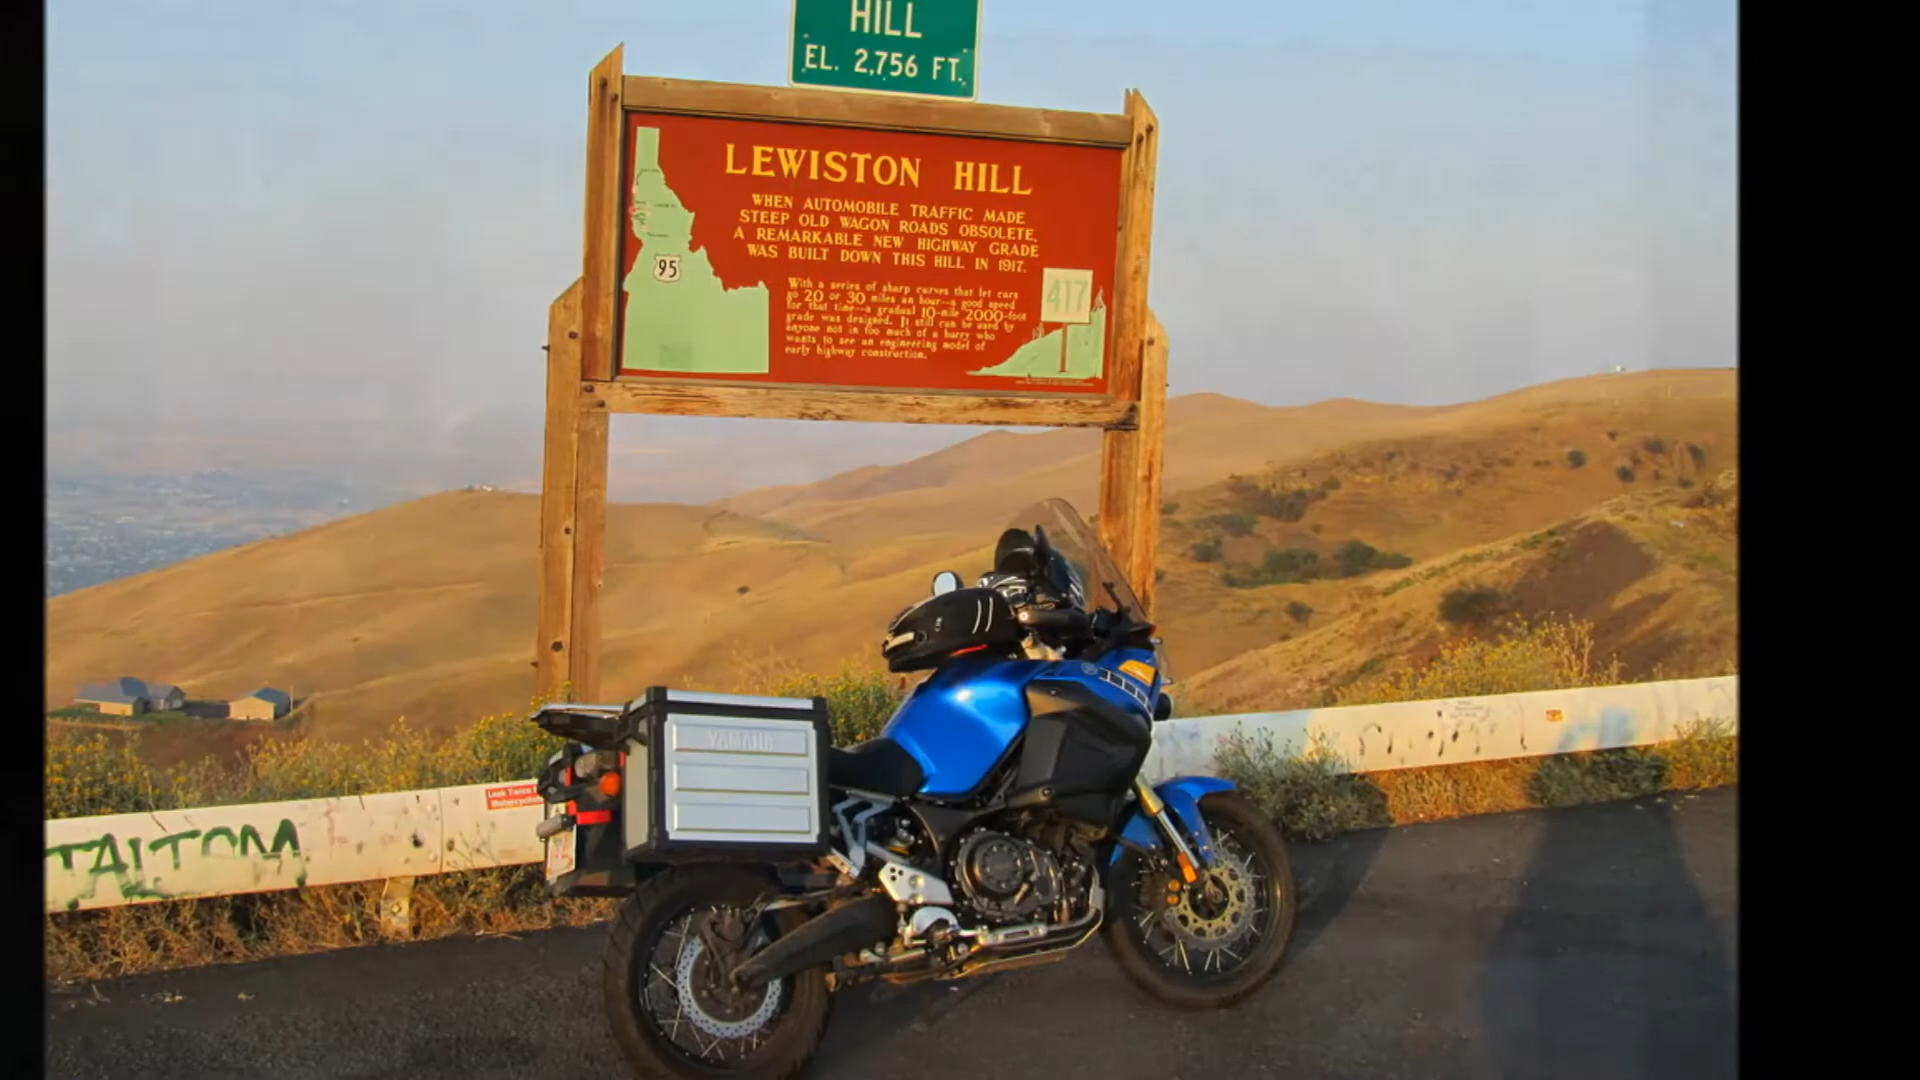 HILL
EL. 2,756 FT.
LEWISTON HILL
WHEN AUTOMOBILE TRAFFIC MADE
STEEP OLD WAGON ROADS OBSOLETE,
A REMARKABLE NEW HIGHWAY GRADE
WAS BUILT DOWN THIS HILL IN 1917.
95
With a series of sharp curves that let cars
go 20 or 30 miles an hour—a good speed
for that time—a gradual 10-mile 2000-foot
grade was designed. It still can be used by
anyone not in too much of a hurry who
wants to see an engineering model of
early highway construction.
417
YAMAHA
Look Twice
Motorcycles
TALTOM